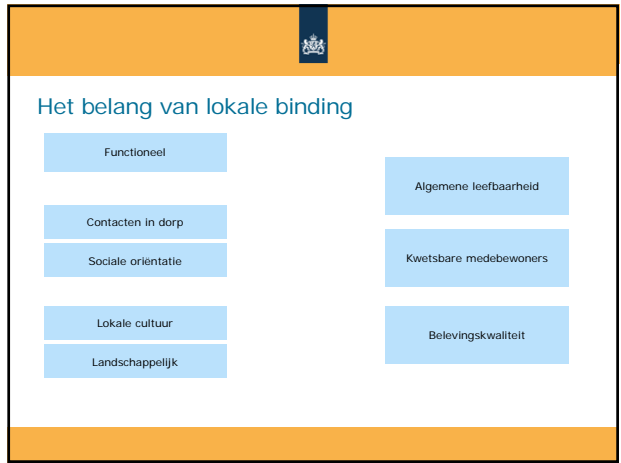 Het belang van lokale binding
Functioneel
Contacten in dorp
Sociale oriëntatie
Lokale cultuur
Landschappelijk
Algemene leefbaarheid
Kwetsbare medebewoners
Belevingskwaliteit